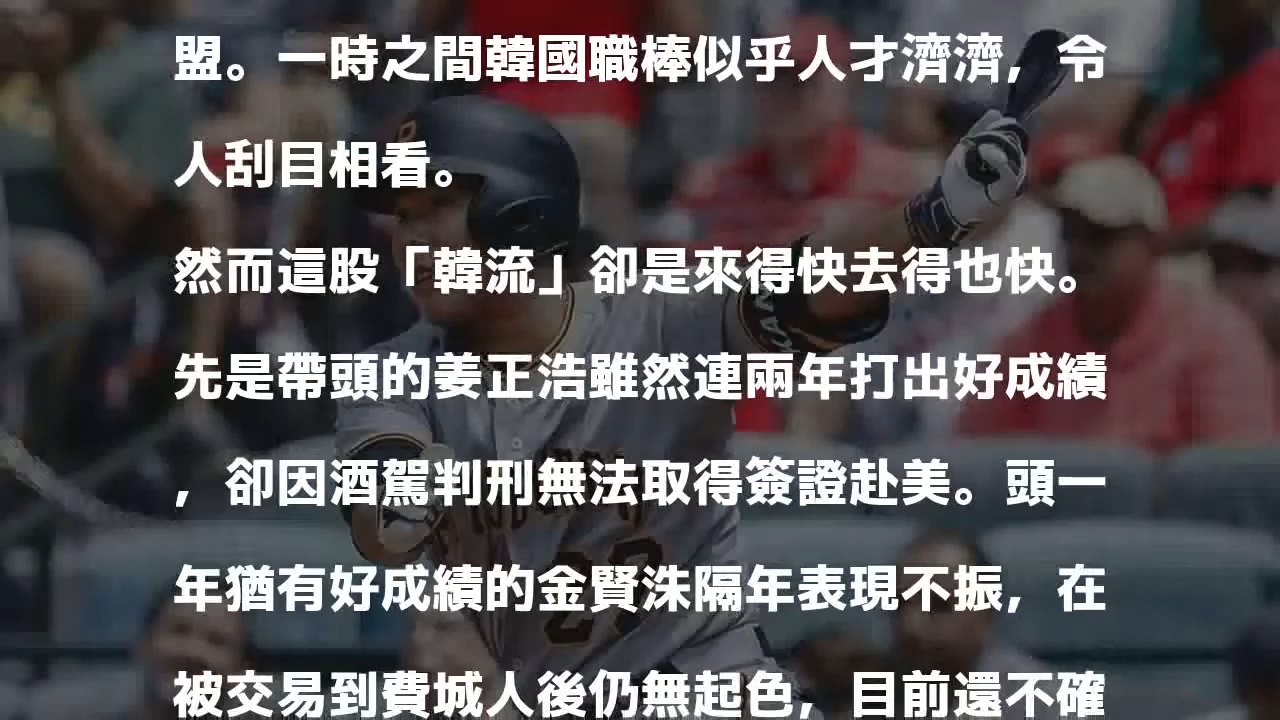 盟。一時之間韓國職棒似乎人才濟濟，令
人刮目相看。
然而這股「韓流」卻是來得快去得也快。
先是帶頭的姜正浩雖然連兩年打出好成績
，卻因酒駕判刑無法取得簽證赴美。頭一
年猶有好成績的金賢洙隔年表現不振，在
被交易到費城人後仍無起色，目前還不確
27